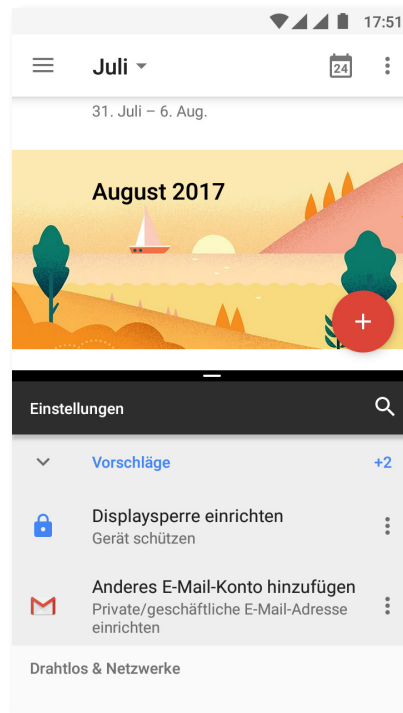 17:51
Juli
24
31. Juli – 6. Aug.
August 2017
Einstellungen
Vorschläge +2
Displaysperre einrichten
Gerät schützen
Anderes E-Mail-Konto hinzufügen
Private/geschäftliche E-Mail-Adresse
einrichten
Drahtlos & Netzwerke